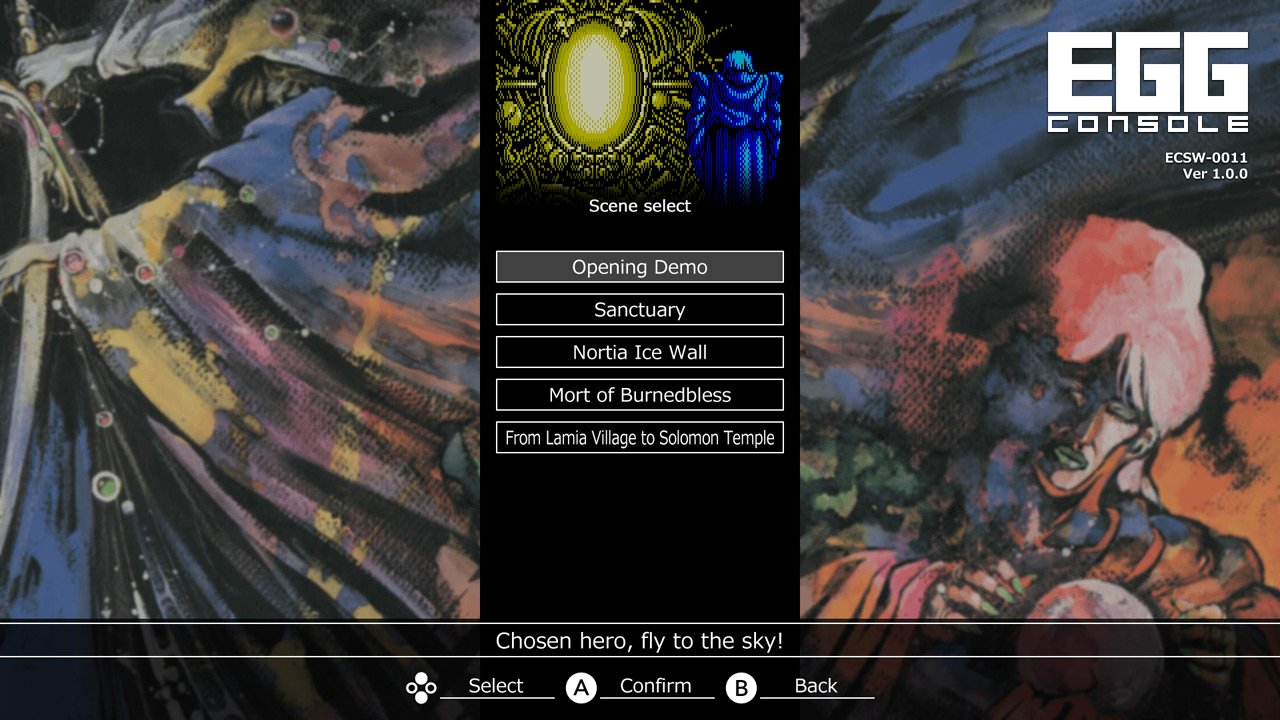 EGG
CONSOLE
ECSW-0011
Ver 1.0.0
Scene select
Opening Demo
Sanctuary
Nortia Ice Wall
Mort of Burnedbless
From Lamia Village to Solomon Temple
Chosen hero, fly to the sky!
Select
A Confirm
B Back